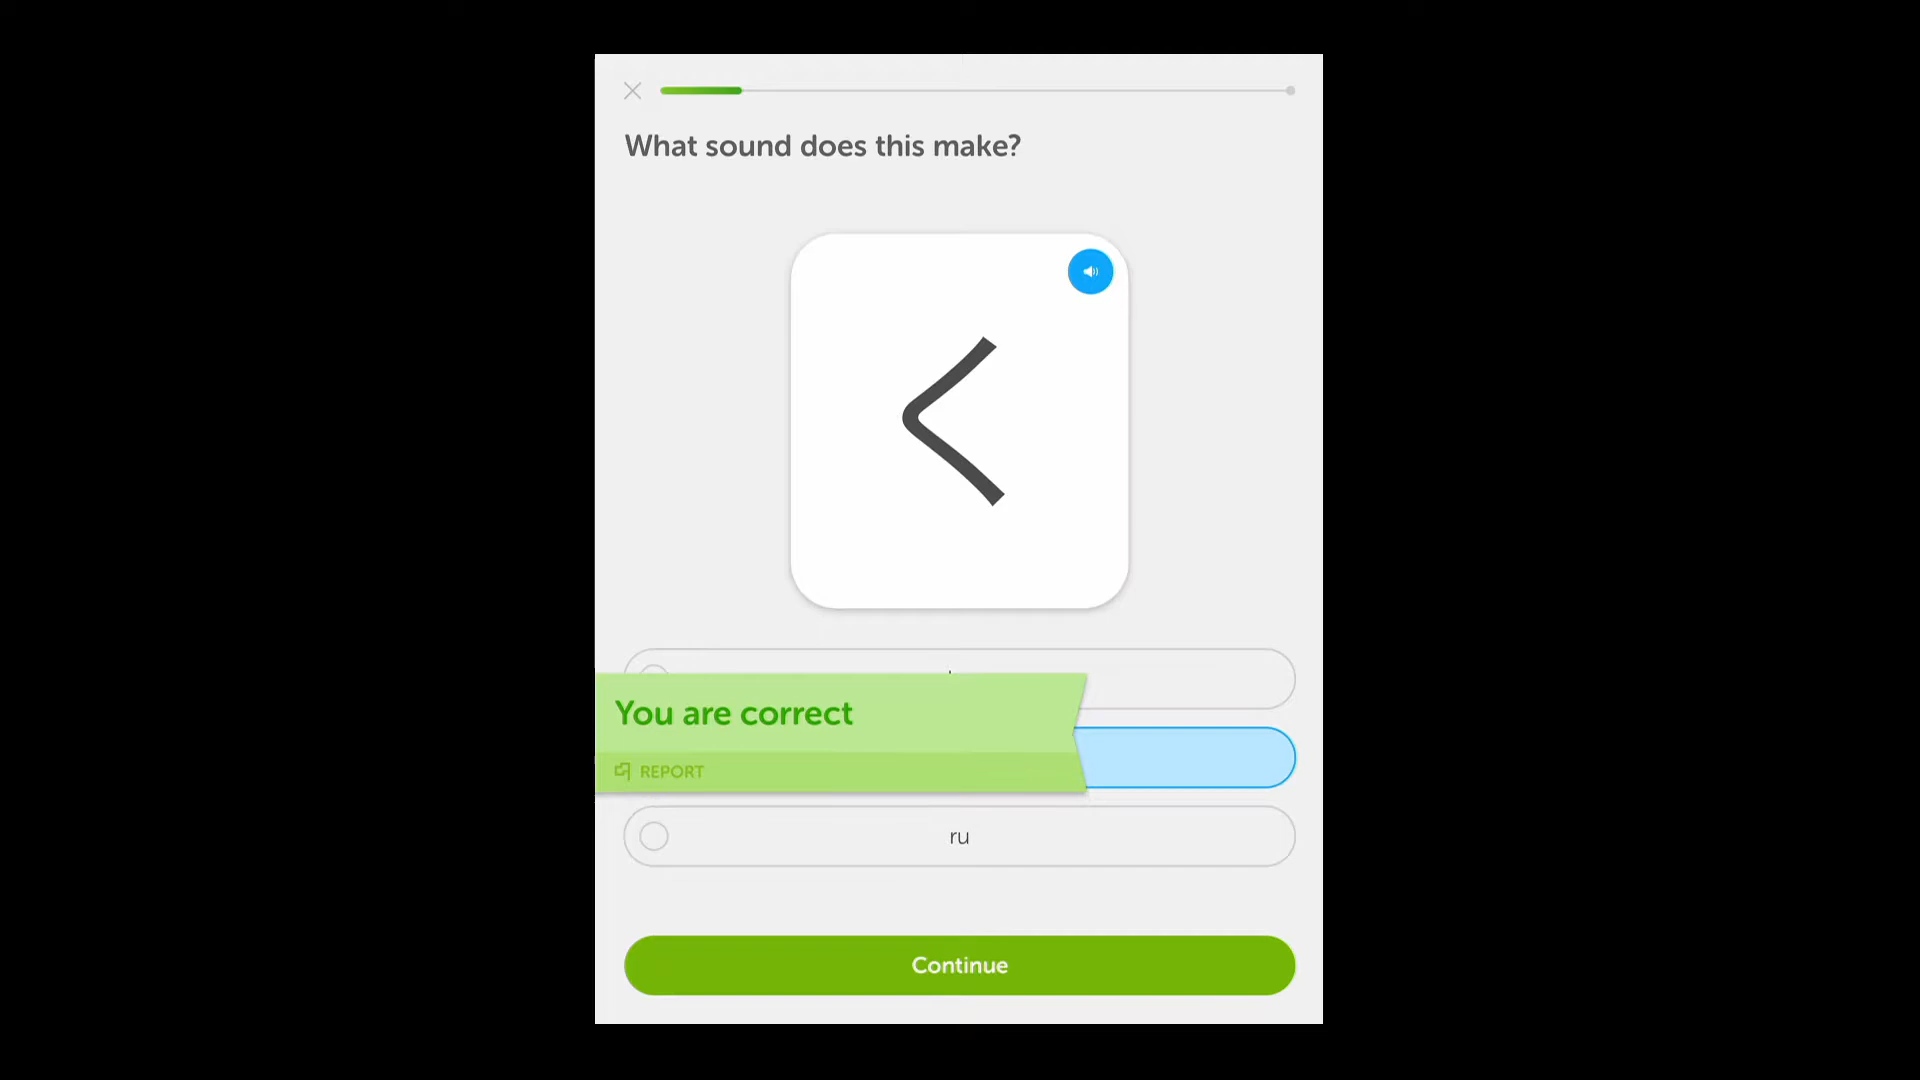 What sound does this make?
く
You are correct
REPORT
ru
Continue